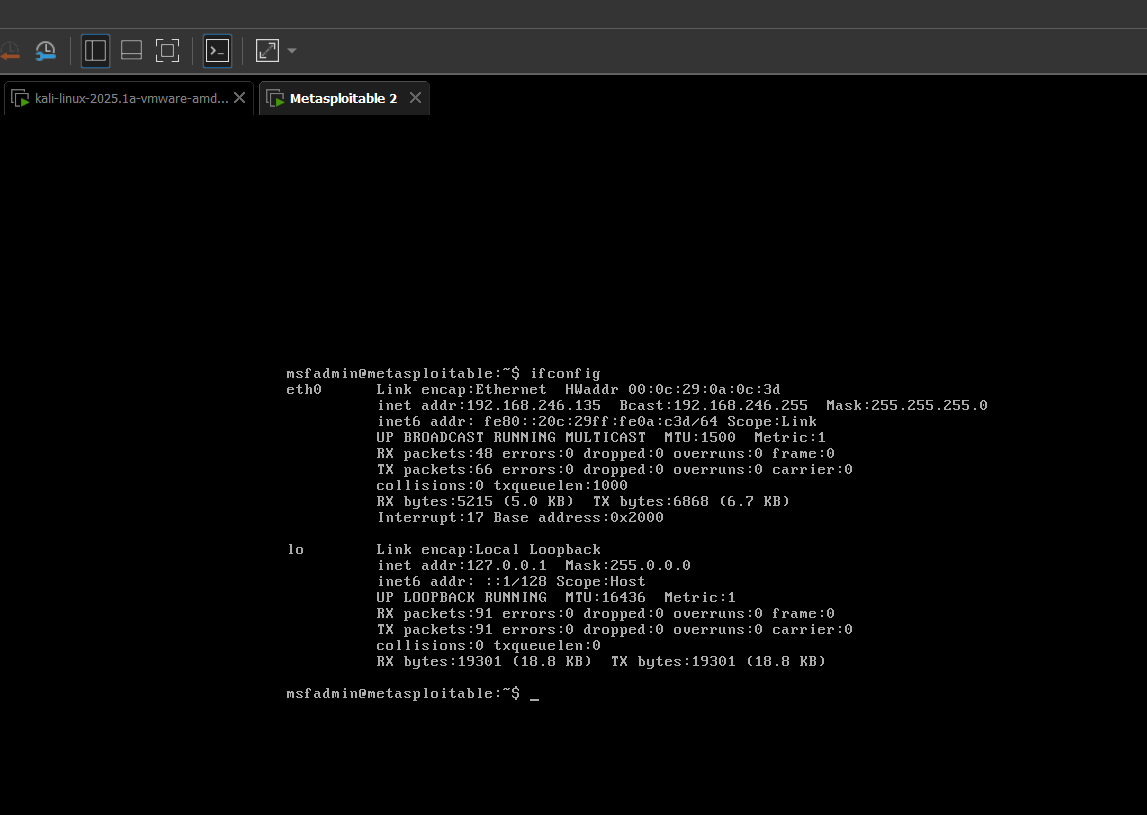 kali-linux-2025.1a-vmware-amd...
Metasploitable 2
msfadmin@metasploitable:~$ ifconfig
eth0      Link encap:Ethernet  HWaddr 00:0c:29:0a:0c:3d
          inet addr:192.168.246.135  Bcast:192.168.246.255  Mask:255.255.255.0
          inet6 addr: fe80::20c:29ff:fe0a:c3d/64 Scope:Link
          UP BROADCAST RUNNING MULTICAST  MTU:1500  Metric:1
          RX packets:48 errors:0 dropped:0 overruns:0 frame:0
          TX packets:66 errors:0 dropped:0 overruns:0 carrier:0
          collisions:0 txqueuelen:1000
          RX bytes:5215 (5.0 KB)  TX bytes:6868 (6.7 KB)
          Interrupt:17 Base address:0x2000
lo        Link encap:Local Loopback
          inet addr:127.0.0.1  Mask:255.0.0.0
          inet6 addr: ::1/128 Scope:Host
          UP LOOPBACK RUNNING  MTU:16436  Metric:1
          RX packets:91 errors:0 dropped:0 overruns:0 frame:0
          TX packets:91 errors:0 dropped:0 overruns:0 carrier:0
          collisions:0 txqueuelen:0
          RX bytes:19301 (18.8 KB)  TX bytes:19301 (18.8 KB)
msfadmin@metasploitable:~$ _